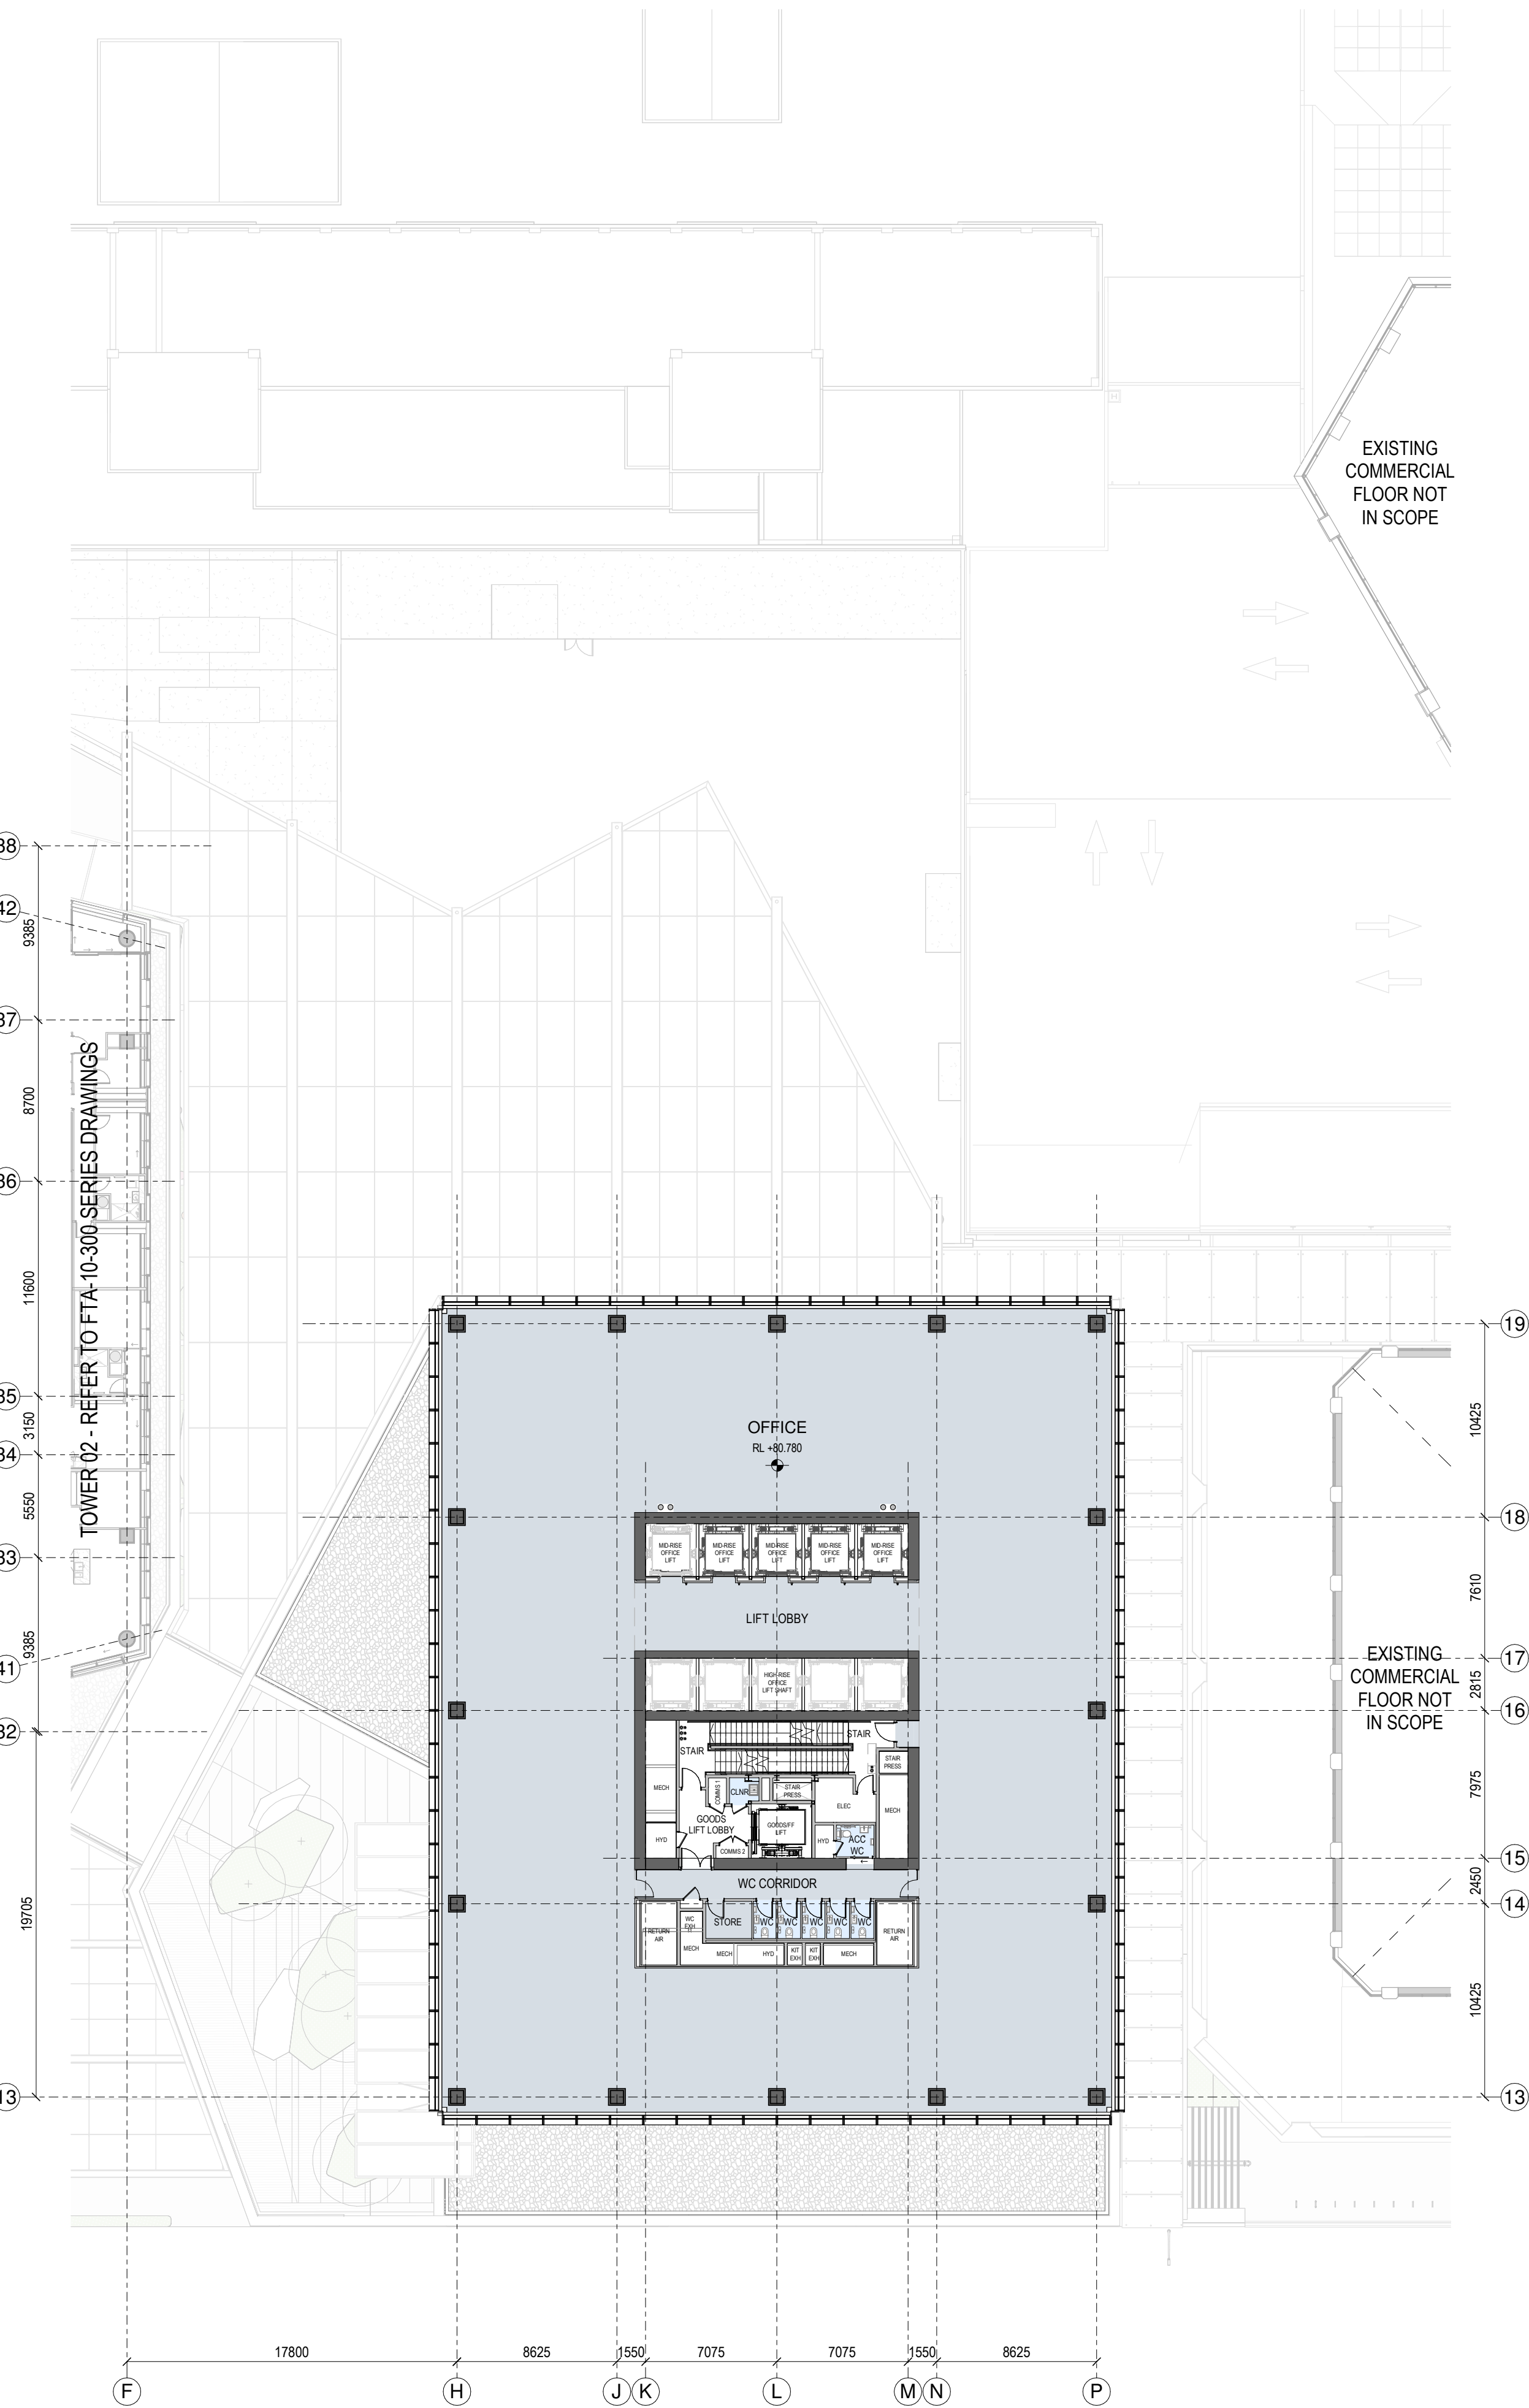 EXISTING
COMMERCIAL
FLOOR NOT
IN SCOPE
38
42
9385
37
8700
TOWER 02 - REFER TO FTA-10-300 SERIES DRAWINGS
36
11600
35
3150
34
5550
33
9385
41
32
19705
13
19
10425
18
7610
17
2815
16
7975
15
2450
14
10425
13
OFFICE
RL +80.780
MID-RISE
OFFICE
LIFT
MID-RISE
OFFICE
LIFT
MID-RISE
OFFICE
LIFT
MID-RISE
OFFICE
LIFT
MID-RISE
OFFICE
LIFT
LIFT LOBBY
HIGH-RISE
OFFICE
LIFT SHAFT
EXISTING
COMMERCIAL
FLOOR NOT
IN SCOPE
STAIR
STAIR
STAIR
PRESS
MECH
COMMS 1
CLNR
STAIR
PRESS
ELEC
MECH
GOODS
LIFT LOBBY
GOODS/FF
LIFT
HYD
COMMS 2
HYD
ACC
WC
WC CORRIDOR
RETURN
AIR
WC
EXH
STORE
WC
WC
WC
WC
WC
RETURN
AIR
MECH
MECH
HYD
KIT
EXH
KIT
EXH
MECH
17800
8625
1550
7075
7075
1550
8625
F
H
J
K
L
M
N
P